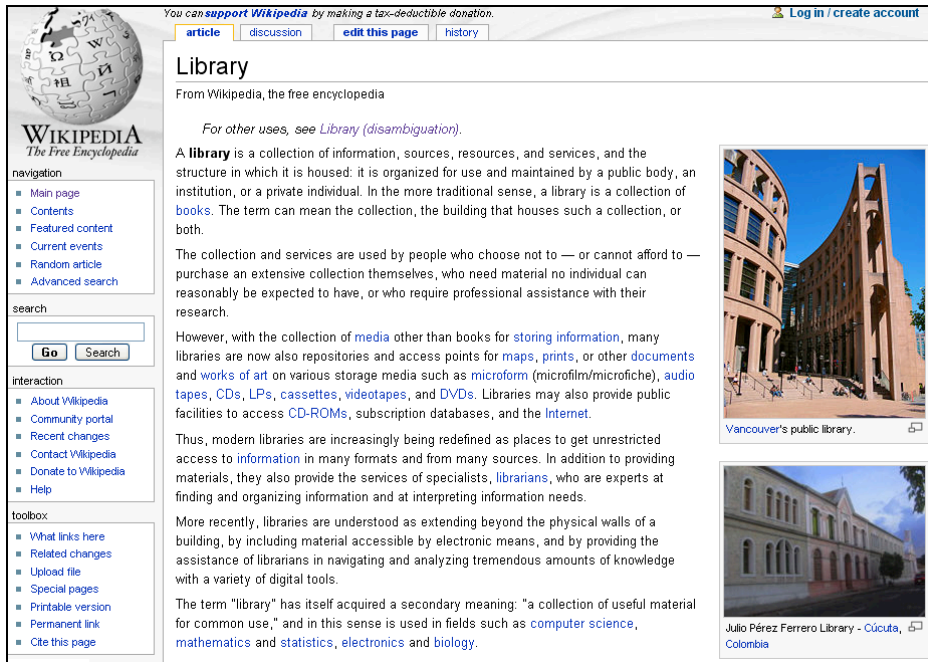 You can support Wikipedia by making a tax-deductible donation.
Log in / create account
article
discussion
edit this page
history
WIKIPEDIA
The Free Encyclopedia
navigation
Main page
Contents
Featured content
Current events
Random article
Advanced search
search
Go
Search
interaction
About Wikipedia
Community portal
Recent changes
Contact Wikipedia
Donate to Wikipedia
Help
toolbox
What links here
Related changes
Upload file
Special pages
Printable version
Permanent link
Cite this page
Library
From Wikipedia, the free encyclopedia
For other uses, see Library (disambiguation).
A library is a collection of information, sources, resources, and services, and the
structure in which it is housed: it is organized for use and maintained by a public body, an
institution, or a private individual. In the more traditional sense, a library is a collection of
books. The term can mean the collection, the building that houses such a collection, or
both.
The collection and services are used by people who choose not to — or cannot afford to —
purchase an extensive collection themselves, who need material no individual can
reasonably be expected to have, or who require professional assistance with their
research.
However, with the collection of media other than books for storing information, many
libraries are now also repositories and access points for maps, prints, or other documents
and works of art on various storage media such as microform (microfilm/microfiche), audio
tapes, CDs, LPs, cassettes, videotapes, and DVDs. Libraries may also provide public
facilities to access CD-ROMs, subscription databases, and the Internet.
Thus, modern libraries are increasingly being redefined as places to get unrestricted
access to information in many formats and from many sources. In addition to providing
materials, they also provide the services of specialists, librarians, who are experts at
finding and organizing information and at interpreting information needs.
More recently, libraries are understood as extending beyond the physical walls of a
building, by including material accessible by electronic means, and by providing the
assistance of librarians in navigating and analyzing tremendous amounts of knowledge
with a variety of digital tools.
The term "library" has itself acquired a secondary meaning: "a collection of useful material
for common use," and in this sense is used in fields such as computer science,
mathematics and statistics, electronics and biology.
Vancouver's public library.
Julio Pérez Ferrero Library - Cúcuta,
Colombia